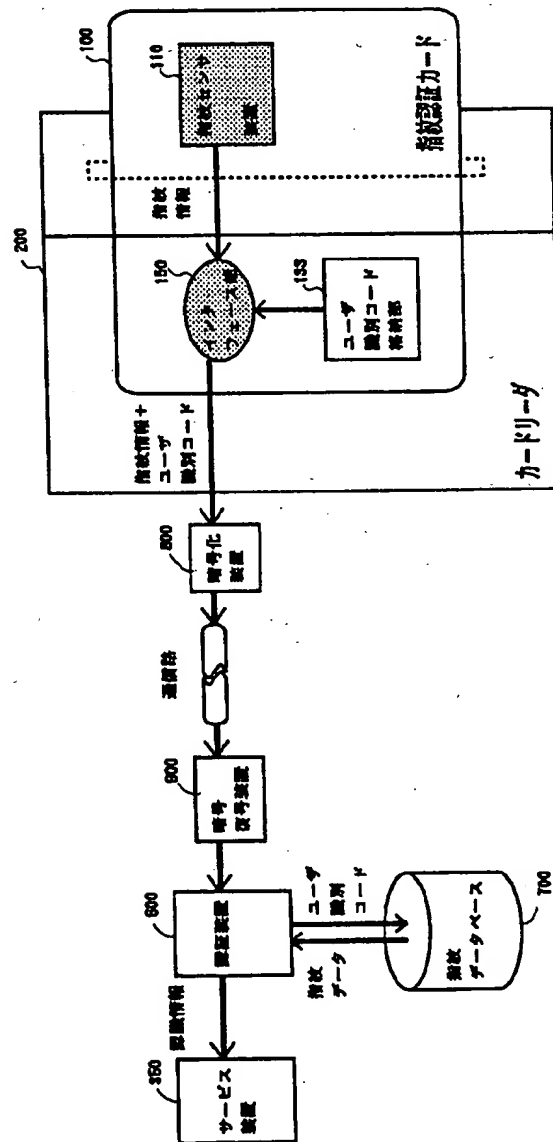 200
100
110
指紋センサ
装置
指紋
情報
150
インタ
フェース部
133
ユーザ
識別コード
格納部
指紋認証カード
カードリーダ
指紋情報+
ユーザ
識別コード
800
暗号化
装置
通信路
900
暗号
復号装置
600
認証装置
ユーザ
識別
コード
指紋
データ
700
指紋
データベース
認証情報
350
サービス
装置